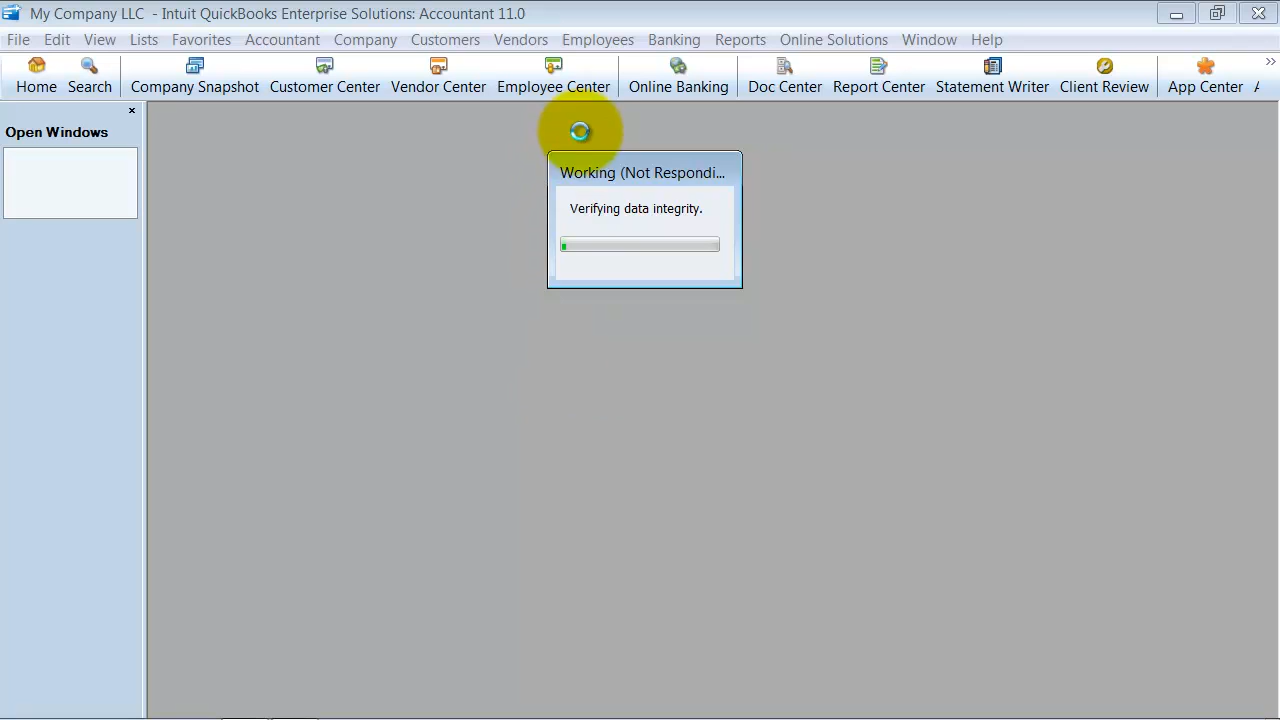 My Company LLC - Intuit QuickBooks Enterprise Solutions: Accountant 11.0
File Edit View Lists Favorites Accountant Company Customers Vendors Employees Banking Reports Online Solutions Window Help
Home Search Company Snapshot Customer Center Vendor Center Employee Center Online Banking Doc Center Report Center Statement Writer Client Review App Center
Open Windows
Working (Not Respondi...
Verifying data integrity.